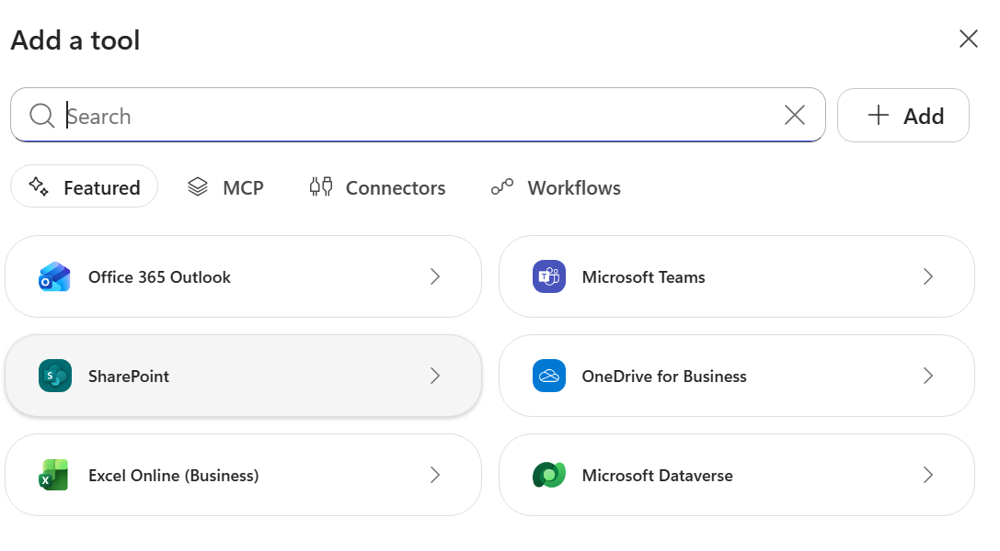 Add a tool
Search
Add
Featured
MCP
Connectors
Workflows
Office 365 Outlook
Microsoft Teams
SharePoint
OneDrive for Business
Excel Online (Business)
Microsoft Dataverse